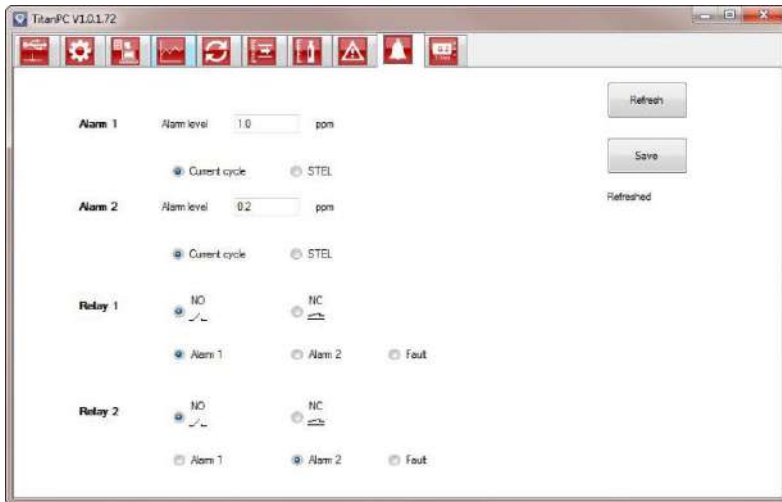 TitanPC V1.0.1.72
Refresh
Alarm 1 Alarm level 1.0 ppm
Save
Current cycle STEL
Refreshed
Alarm 2 Alarm level 0.2 ppm
Current cycle STEL
NO NC
Relay 1
Alarm 1 Alarm 2 Fault
NO NC
Relay 2
Alarm 1 Alarm 2 Fault